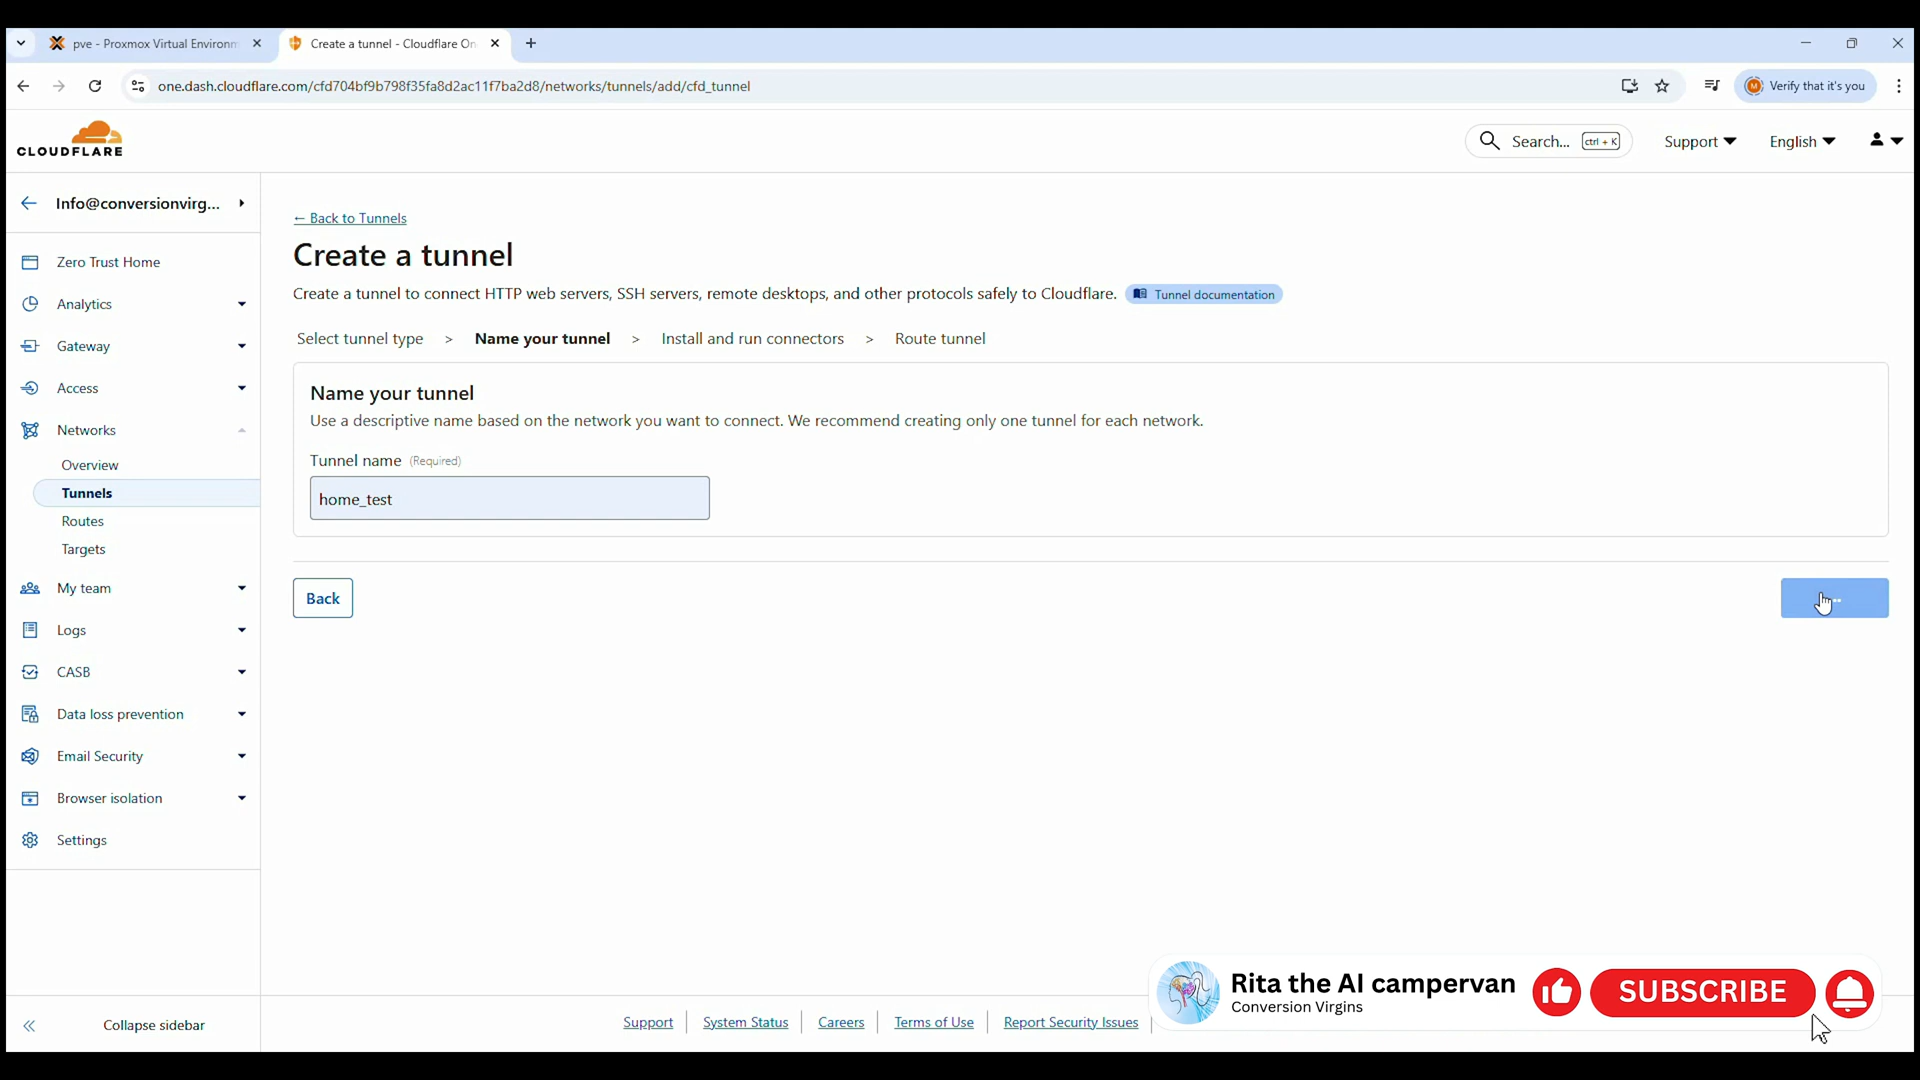 pve - Proxmox Virtual Environm
Create a tunnel - Cloudflare On
one.dash.cloudflare.com/cfd704bf9b798f35fa8d2ac11f7ba2d8/networks/tunnels/add/cfd_tunnel
M
Verify that it's you
CLOUDFLARE
Search...
ctrl + K
Support
English
Info@conversionvirg...
Zero Trust Home
Analytics
Gateway
Access
Networks
Overview
Tunnels
Routes
Targets
My team
Logs
CASB
Data loss prevention
Email Security
Browser isolation
Settings
Collapse sidebar
← Back to Tunnels
Create a tunnel
Create a tunnel to connect HTTP web servers, SSH servers, remote desktops, and other protocols safely to Cloudflare.
Tunnel documentation
Select tunnel type > Name your tunnel > Install and run connectors > Route tunnel
Name your tunnel
Use a descriptive name based on the network you want to connect. We recommend creating only one tunnel for each network.
Tunnel name (Required)
home_test
Back
Support
System Status
Careers
Terms of Use
Report Security Issues
Rita the AI campervan
Conversion Virgins
SUBSCRIBE